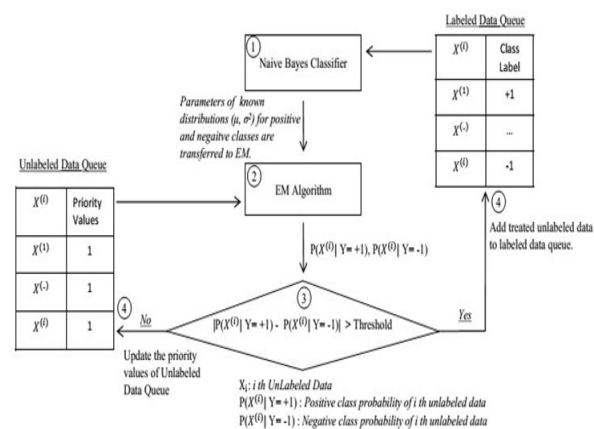 Labeled Data Queue
X⁽ⁱ⁾ Class Label
X⁽¹⁾ +1
X⁽·⁾ ...
X⁽ⁱ⁾ -1
1
Naive Bayes Classifier
Parameters of known
distributions (μ, σ²) for positive
and negaitve classes are
transferred to EM.
Unlabeled Data Queue
X⁽ⁱ⁾ Priority Values
X⁽¹⁾ 1
X⁽·⁾ 1
X⁽ⁱ⁾ 1
2
EM Algorithm
4
Add treated unlabeled data
to labeled data queue.
P(X⁽ⁱ⁾| Y= +1), P(X⁽ⁱ⁾| Y= -1)
3
|P(X⁽ⁱ⁾| Y= +1) - P(X⁽ⁱ⁾| Y= -1)| > Threshold
Yes
4
No
Update the priority
values of Unlabeled
Data Queue
Xᵢ: i th UnLabeled Data
P(X⁽ⁱ⁾| Y= +1) : Positive class probability of i th unlabeled data
P(X⁽ⁱ⁾| Y= -1) : Negative class probability of i th unlabeled data